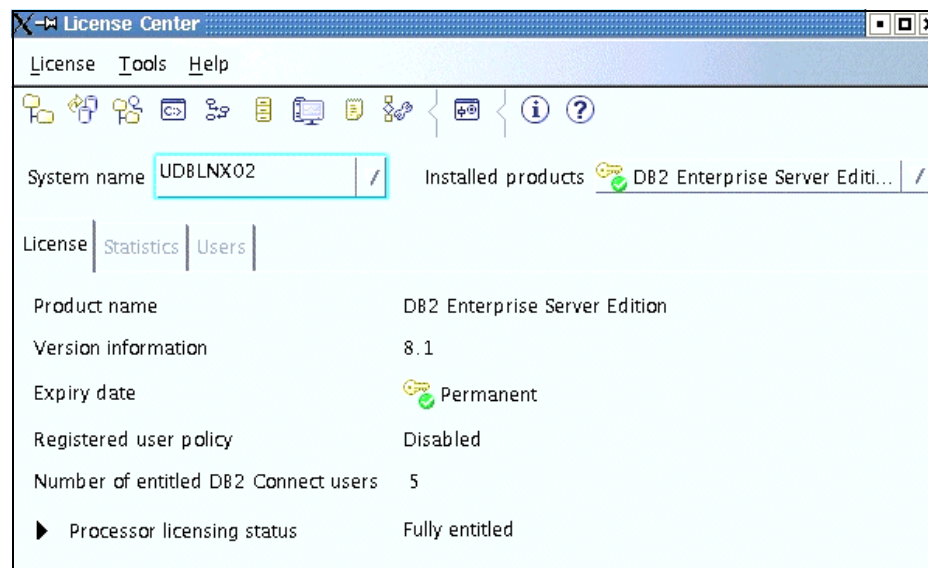 License Center
License Tools Help
System name UDBLNX02 Installed products DB2 Enterprise Server Editi...
License Statistics Users
Product name DB2 Enterprise Server Edition
Version information 8.1
Expiry date Permanent
Registered user policy Disabled
Number of entitled DB2 Connect users 5
Processor licensing status Fully entitled